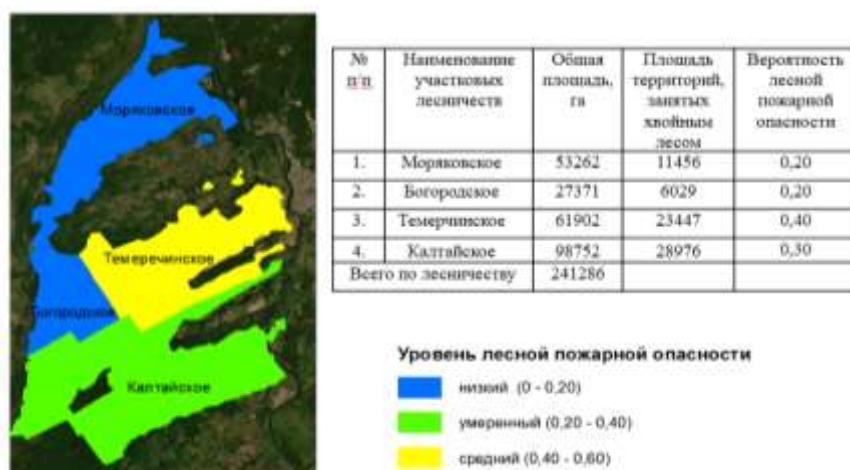 Моряковское
Темеречинское
Богородское
Калтайское
№ п/п
Наименование участковых лесничеств
Общая площадь, га
Площадь территорий, занятых хвойным лесом
Вероятность лесной пожарной опасности
1. Моряковское 53262 11456 0,20
2. Богородское 27371 6029 0,20
3. Темерчинское 61902 23447 0,40
4. Калтайское 98752 28976 0,30
Всего по лесничеству 241286
Уровень лесной пожарной опасности
низкий (0 - 0,20)
умеренный (0,20 - 0,40)
средний (0,40 - 0,60)